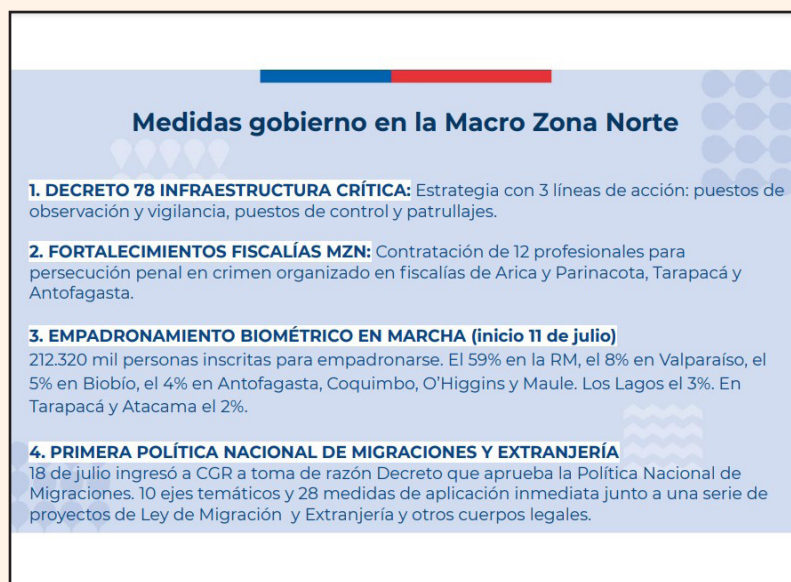 Medidas gobierno en la Macro Zona Norte
1. DECRETO 78 INFRAESTRUCTURA CRÍTICA: Estrategia con 3 líneas de acción: puestos de
observación y vigilancia, puestos de control y patrullajes.
2. FORTALECIMIENTOS FISCALÍAS MZN: Contratación de 12 profesionales para
persecución penal en crimen organizado en fiscalías de Arica y Parinacota, Tarapacá y
Antofagasta.
3. EMPADRONAMIENTO BIOMÉTRICO EN MARCHA (inicio 11 de julio)
212.320 mil personas inscritas para empadronarse. El 59% en la RM, el 8% en Valparaíso, el
5% en Biobío, el 4% en Antofagasta, Coquimbo, O’Higgins y Maule. Los Lagos el 3%. En
Tarapacá y Atacama el 2%.
4. PRIMERA POLÍTICA NACIONAL DE MIGRACIONES Y EXTRANJERÍA
18 de julio ingresó a CGR a toma de razón Decreto que aprueba la Política Nacional de
Migraciones. 10 ejes temáticos y 28 medidas de aplicación inmediata junto a una serie de
proyectos de Ley de Migración y Extranjería y otros cuerpos legales.